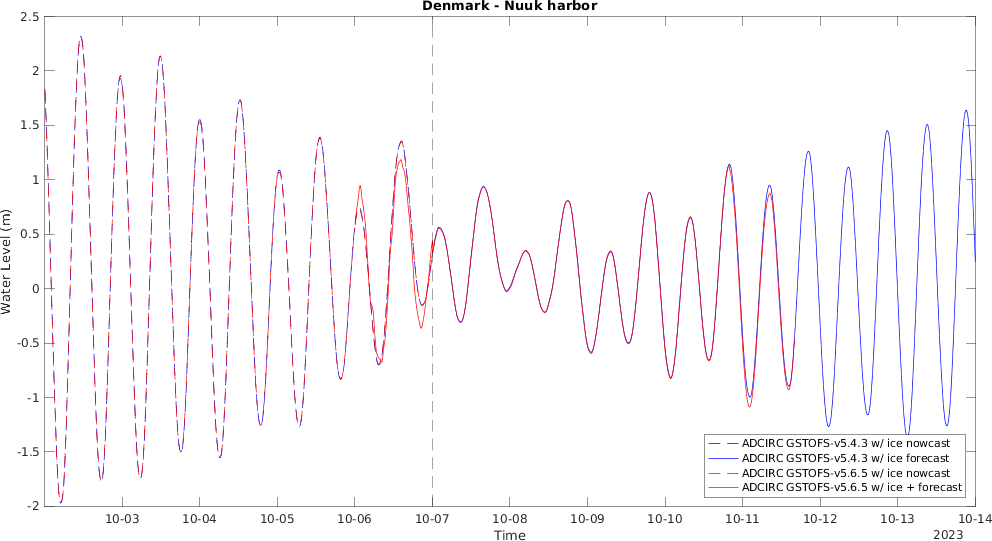 Denmark - Nuuk harbor
2.5
2
1.5
1
0.5
0
-0.5
-1
-1.5
-2
Water Level (m)
ADCIRC GSTOFS-v5.4.3 w/ ice nowcast
ADCIRC GSTOFS-v5.4.3 w/ ice forecast
ADCIRC GSTOFS-v5.6.5 w/ ice nowcast
ADCIRC GSTOFS-v5.6.5 w/ ice + forecast
10-03 10-04 10-05 10-06 10-07 10-08 10-09 10-10 10-11 10-12 10-13 10-14
Time
2023